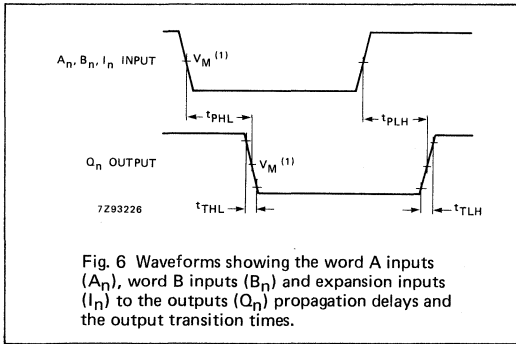 Aₙ, Bₙ, Iₙ INPUT
V_M (1)
t_PHL
t_PLH
Qₙ OUTPUT
V_M (1)
7Z93226
t_THL
t_TLH
Fig. 6 Waveforms showing the word A inputs
(Aₙ), word B inputs (Bₙ) and expansion inputs
(Iₙ) to the outputs (Qₙ) propagation delays and
the output transition times.